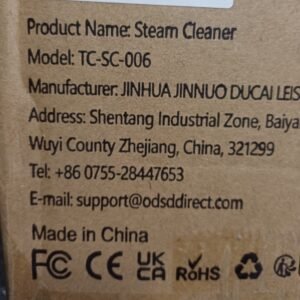 Product Name: Steam Cleaner
Model: TC-SC-006
Manufacturer: JINHUA JINNUO DUCAI LEIS
Address: Shentang Industrial Zone, Baiya
Wuyi County Zhejiang, China, 321299
Tel: +86 0755-28447653
E-mail: support@odsddirect.com
Made in China
FC CE UK CA RoHS